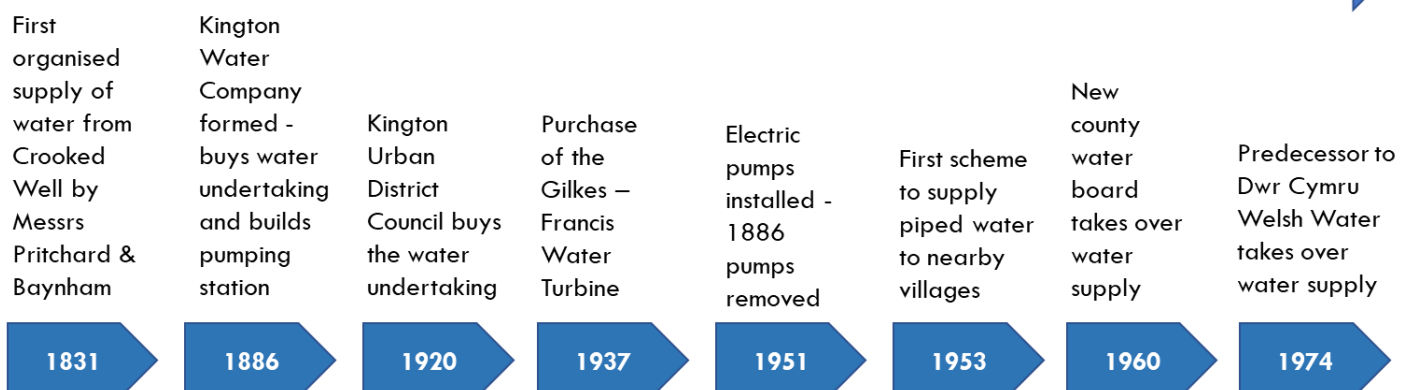 First
organised
supply of
water from
Crooked
Well by
Messrs
Pritchard &
Baynham
1831
Kington
Water
Company
formed -
buys water
undertaking
and builds
pumping
station
1886
Kington
Urban
District
Council buys
the water
undertaking
1920
Purchase
of the
Gilkes –
Francis
Water
Turbine
1937
Electric
pumps
installed -
1886
pumps
removed
1951
First scheme
to supply
piped water
to nearby
villages
1953
New
county
water
board
takes over
water
supply
1960
Predecessor to
Dwr Cymru
Welsh Water
takes over
water supply
1974